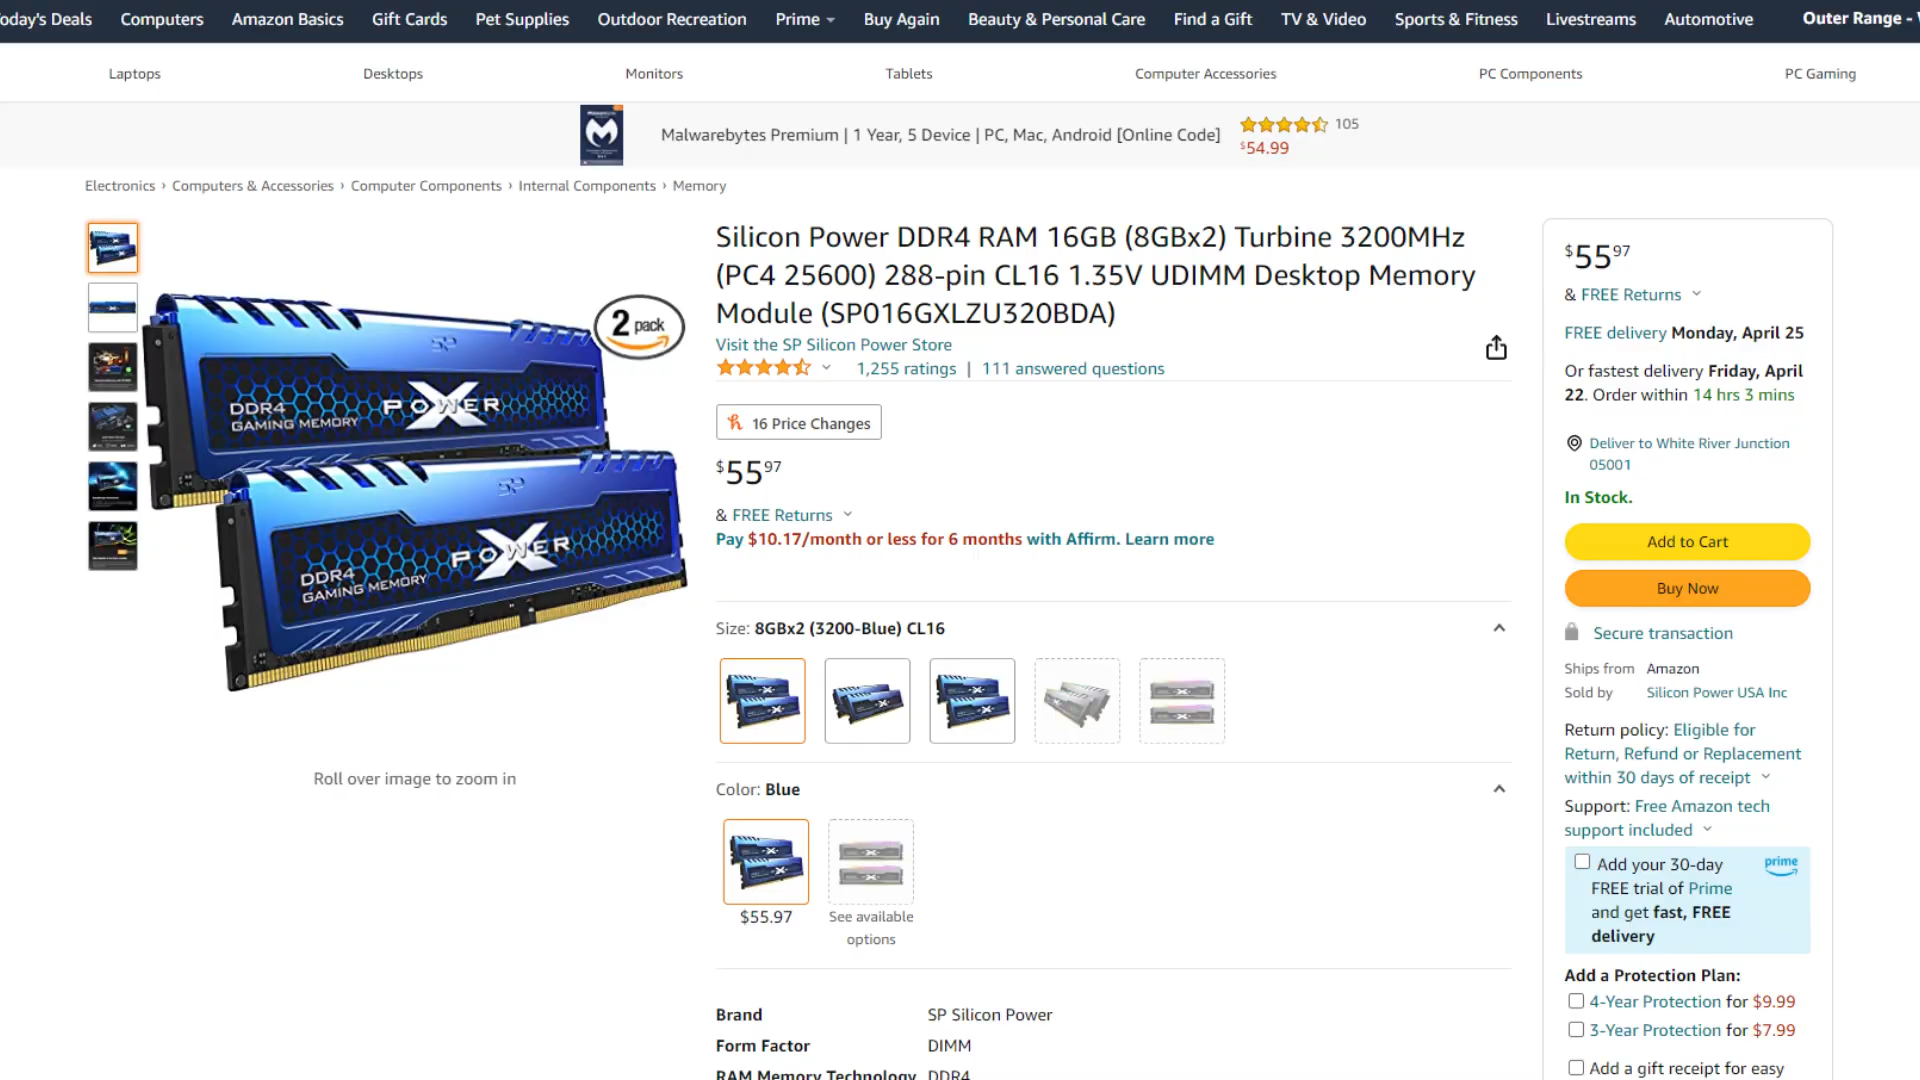 oday's Deals Computers Amazon Basics Gift Cards Pet Supplies Outdoor Recreation Prime Buy Again Beauty & Personal Care Find a Gift TV & Video Sports & Fitness Livestreams Automotive Outer Range -
Laptops Desktops Monitors Tablets Computer Accessories PC Components PC Gaming
Malwarebytes Premium | 1 Year, 5 Device | PC, Mac, Android [Online Code] 105
$54.99
Electronics › Computers & Accessories › Computer Components › Internal Components › Memory
2 pack
SP
DDR4
GAMING MEMORY
XPOWER
SP
DDR4
GAMING MEMORY
XPOWER
Roll over image to zoom in
Silicon Power DDR4 RAM 16GB (8GBx2) Turbine 3200MHz
(PC4 25600) 288-pin CL16 1.35V UDIMM Desktop Memory
Module (SP016GXLZU320BDA)
Visit the SP Silicon Power Store
1,255 ratings | 111 answered questions
16 Price Changes
$55 97
& FREE Returns
Pay $10.17/month or less for 6 months with Affirm. Learn more
Size: 8GBx2 (3200-Blue) CL16
Color: Blue
$55.97
See available
options
Brand SP Silicon Power
Form Factor DIMM
RAM Memory Technology DDR4
$55 97
& FREE Returns
FREE delivery Monday, April 25
Or fastest delivery Friday, April
22. Order within 14 hrs 3 mins
Deliver to White River Junction
05001
In Stock.
Add to Cart
Buy Now
Secure transaction
Ships from Amazon
Sold by Silicon Power USA Inc
Return policy: Eligible for
Return, Refund or Replacement
within 30 days of receipt
Support: Free Amazon tech
support included
Add your 30-day prime
FREE trial of Prime
and get fast, FREE
delivery
Add a Protection Plan:
4-Year Protection for $9.99
3-Year Protection for $7.99
Add a gift receipt for easy